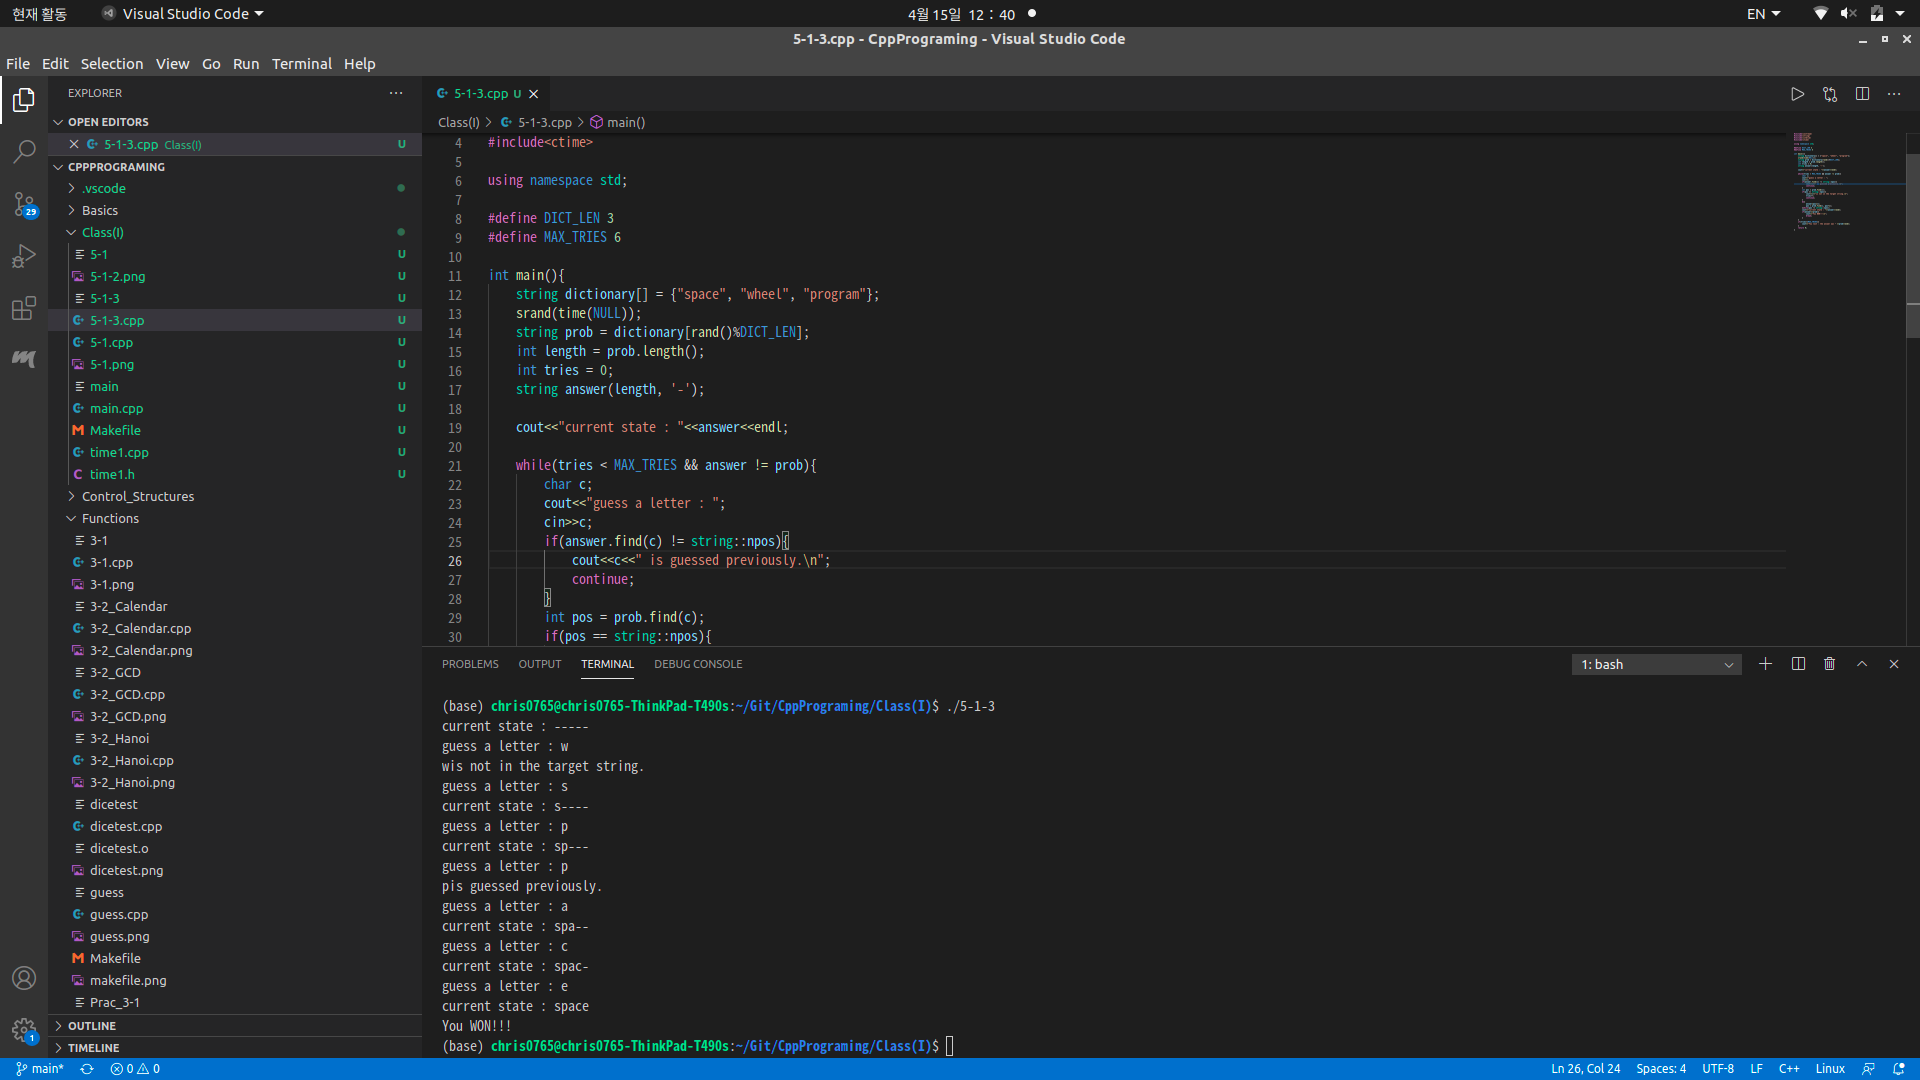 현재 활동
Visual Studio Code
4월 15일 12 : 40
EN
5-1-3.cpp - CppPrograming - Visual Studio Code
File Edit Selection View Go Run Terminal Help
EXPLORER
OPEN EDITORS
5-1-3.cpp Class(I) U
CPPPROGRAMING
.vscode
Basics
Class(I)
5-1 U
5-1-2.png U
5-1-3 U
5-1-3.cpp U
5-1.cpp U
5-1.png U
main U
main.cpp U
Makefile U
time1.cpp U
time1.h U
Control_Structures
Functions
3-1
3-1.cpp
3-1.png
3-2_Calendar
3-2_Calendar.cpp
3-2_Calendar.png
3-2_GCD
3-2_GCD.cpp
3-2_GCD.png
3-2_Hanoi
3-2_Hanoi.cpp
3-2_Hanoi.png
dicetest
dicetest.cpp
dicetest.o
dicetest.png
guess
guess.cpp
guess.png
Makefile
makefile.png
Prac_3-1
OUTLINE
TIMELINE
29
1
5-1-3.cpp U
Class(I) > 5-1-3.cpp > main()
4 #include<ctime>
5
6 using namespace std;
7
8 #define DICT_LEN 3
9 #define MAX_TRIES 6
10
11 int main(){
12 string dictionary[] = {"space", "wheel", "program"};
13 srand(time(NULL));
14 string prob = dictionary[rand()%DICT_LEN];
15 int length = prob.length();
16 int tries = 0;
17 string answer(length, '-');
18
19 cout<<"current state : "<<answer<<endl;
20
21 while(tries < MAX_TRIES && answer != prob){
22 char c;
23 cout<<"guess a letter : ";
24 cin>>c;
25 if(answer.find(c) != string::npos){
26 cout<<c<<" is guessed previously.\n";
27 continue;
28 }
29 int pos = prob.find(c);
30 if(pos == string::npos){
PROBLEMS OUTPUT TERMINAL DEBUG CONSOLE
1: bash
(base) chris0765@chris0765-ThinkPad-T490s:~/Git/CppPrograming/Class(I)$ ./5-1-3
current state : -----
guess a letter : w
wis not in the target string.
guess a letter : s
current state : s----
guess a letter : p
current state : sp---
guess a letter : p
pis guessed previously.
guess a letter : a
current state : spa--
guess a letter : c
current state : spac-
guess a letter : e
current state : space
You WON!!!
(base) chris0765@chris0765-ThinkPad-T490s:~/Git/CppPrograming/Class(I)$
main* 0 0
Ln 26, Col 24 Spaces: 4 UTF-8 LF C++ Linux